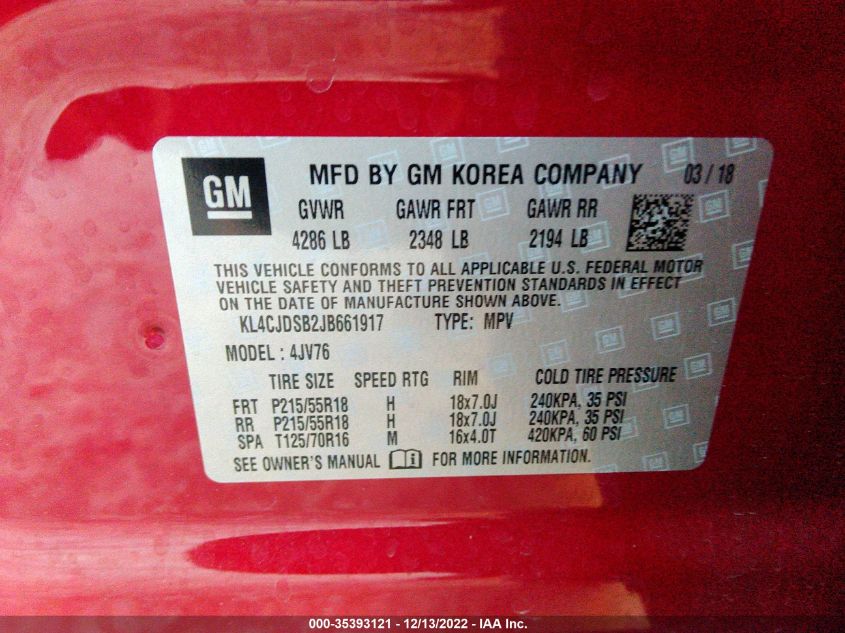 GM MFD BY GM KOREA COMPANY 03/18
GVWR GAWR FRT GAWR RR
4286 LB 2348 LB 2194 LB
THIS VEHICLE CONFORMS TO ALL APPLICABLE U.S. FEDERAL MOTOR
VEHICLE SAFETY AND THEFT PREVENTION STANDARDS IN EFFECT
ON THE DATE OF MANUFACTURE SHOWN ABOVE.
KL4CJDSB2JB661917 TYPE: MPV
MODEL: 4JV76
TIRE SIZE SPEED RTG RIM COLD TIRE PRESSURE
FRT P215/55R18 H 18x7.0J 240KPA, 35 PSI
RR P215/55R18 H 18x7.0J 240KPA, 35 PSI
SPA T125/70R16 M 16x4.0T 420KPA, 60 PSI
SEE OWNER'S MANUAL FOR MORE INFORMATION.
000-35393121 - 12/13/2022 - IAA Inc.